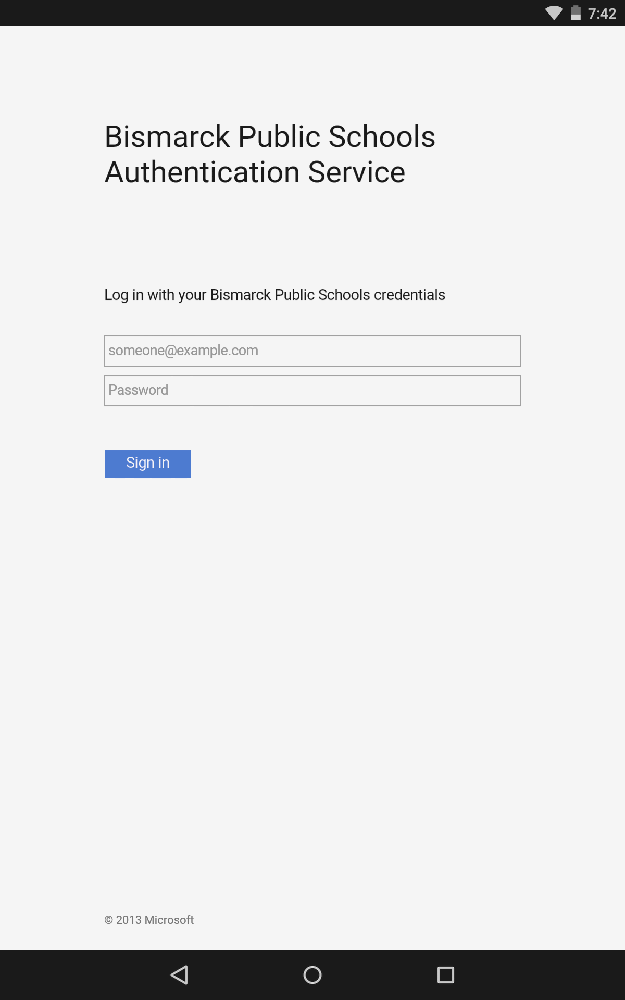 7:42
Bismarck Public Schools
Authentication Service
Log in with your Bismarck Public Schools credentials
someone@example.com
Password
Sign in
© 2013 Microsoft